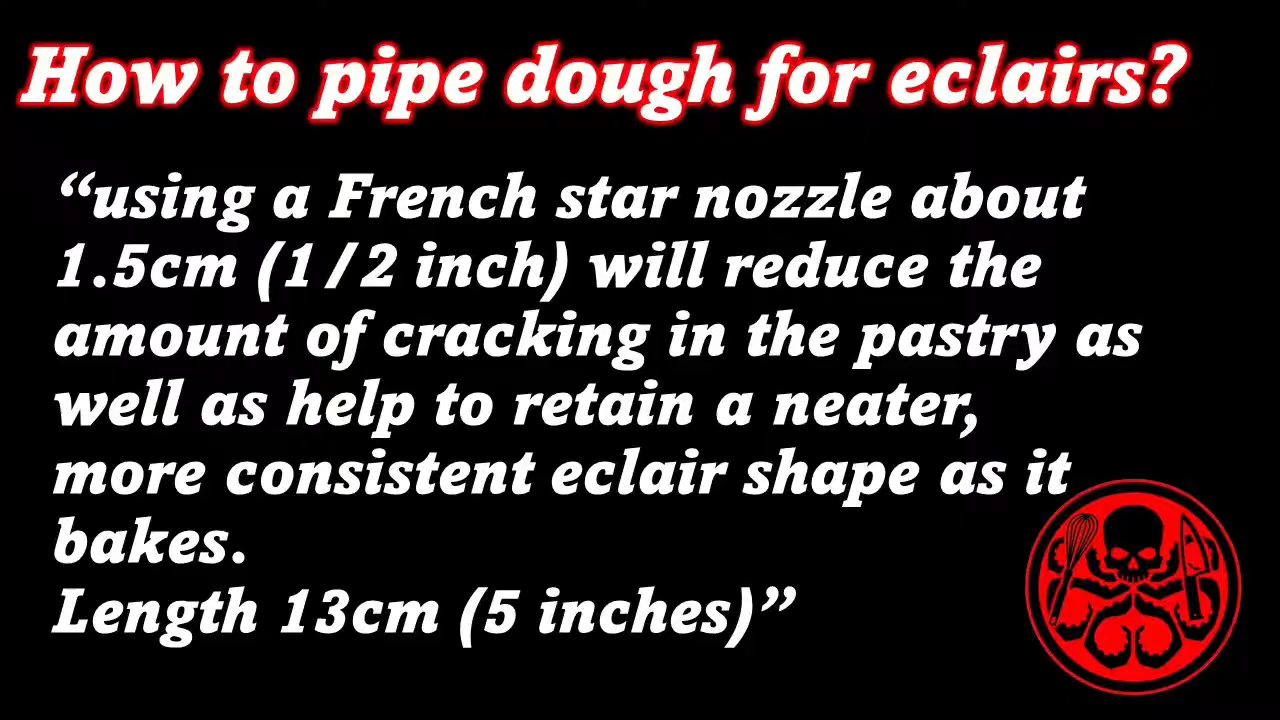 How to pipe dough for eclairs?
“using a French star nozzle about
1.5cm (1/2 inch) will reduce the
amount of cracking in the pastry as
well as help to retain a neater,
more consistent eclair shape as it
bakes.
Length 13cm (5 inches)”